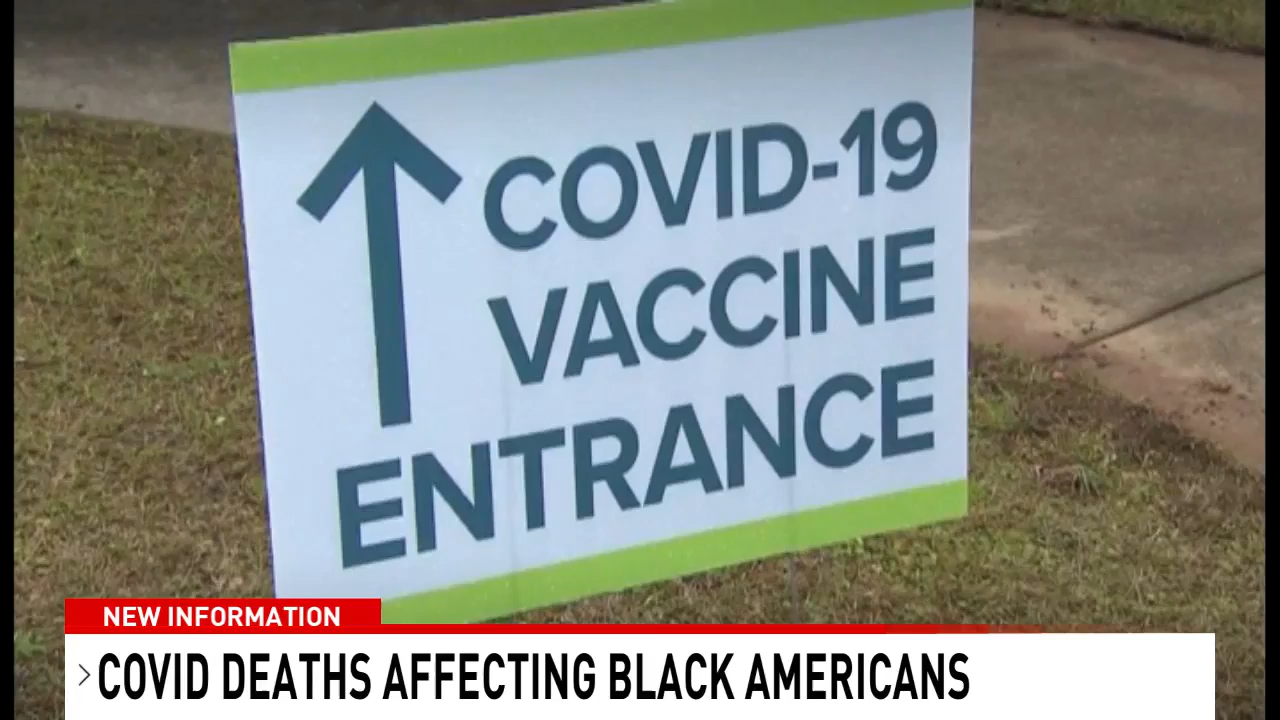 COVID-19
VACCINE
ENTRANCE
NEW INFORMATION
COVID DEATHS AFFECTING BLACK AMERICANS